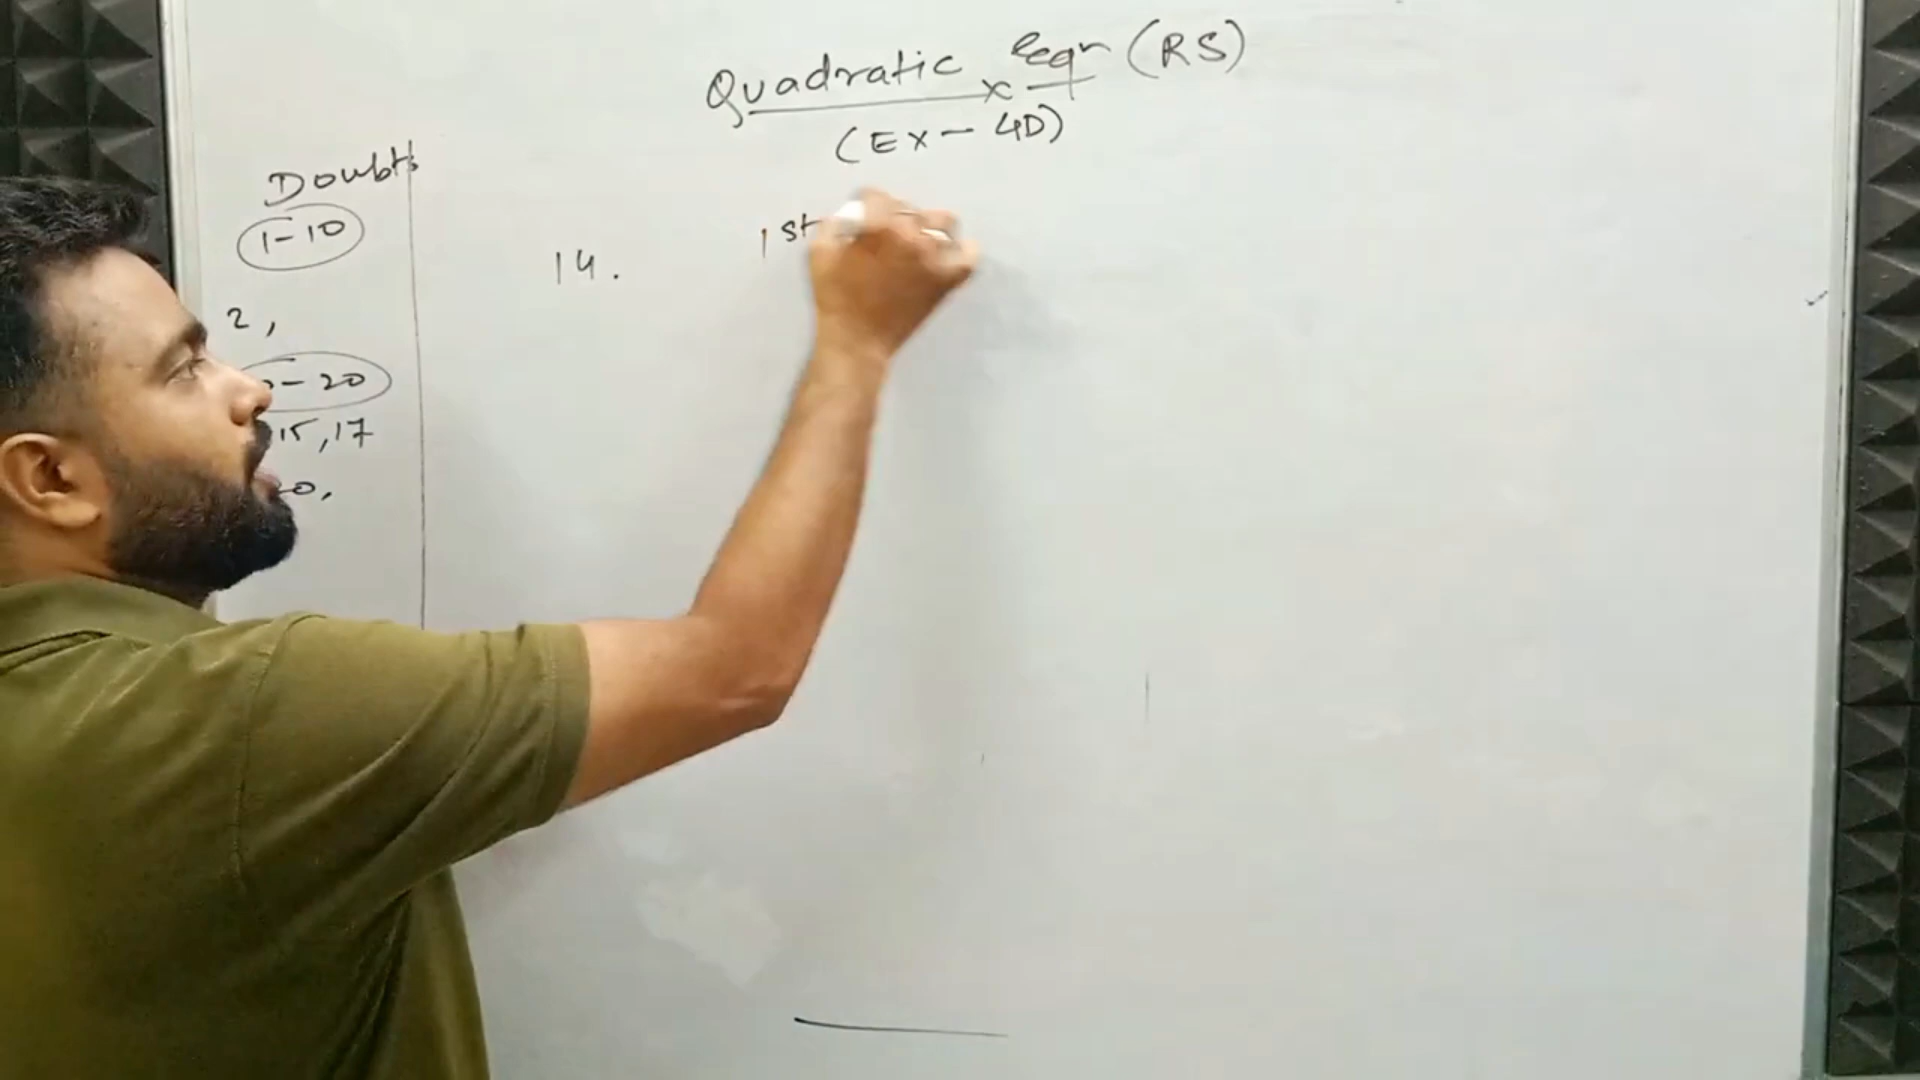 Quadratic Eqn (RS)
(Ex - 4D)
Doubts
1-10
2,
- 20
15, 17
14.
1st